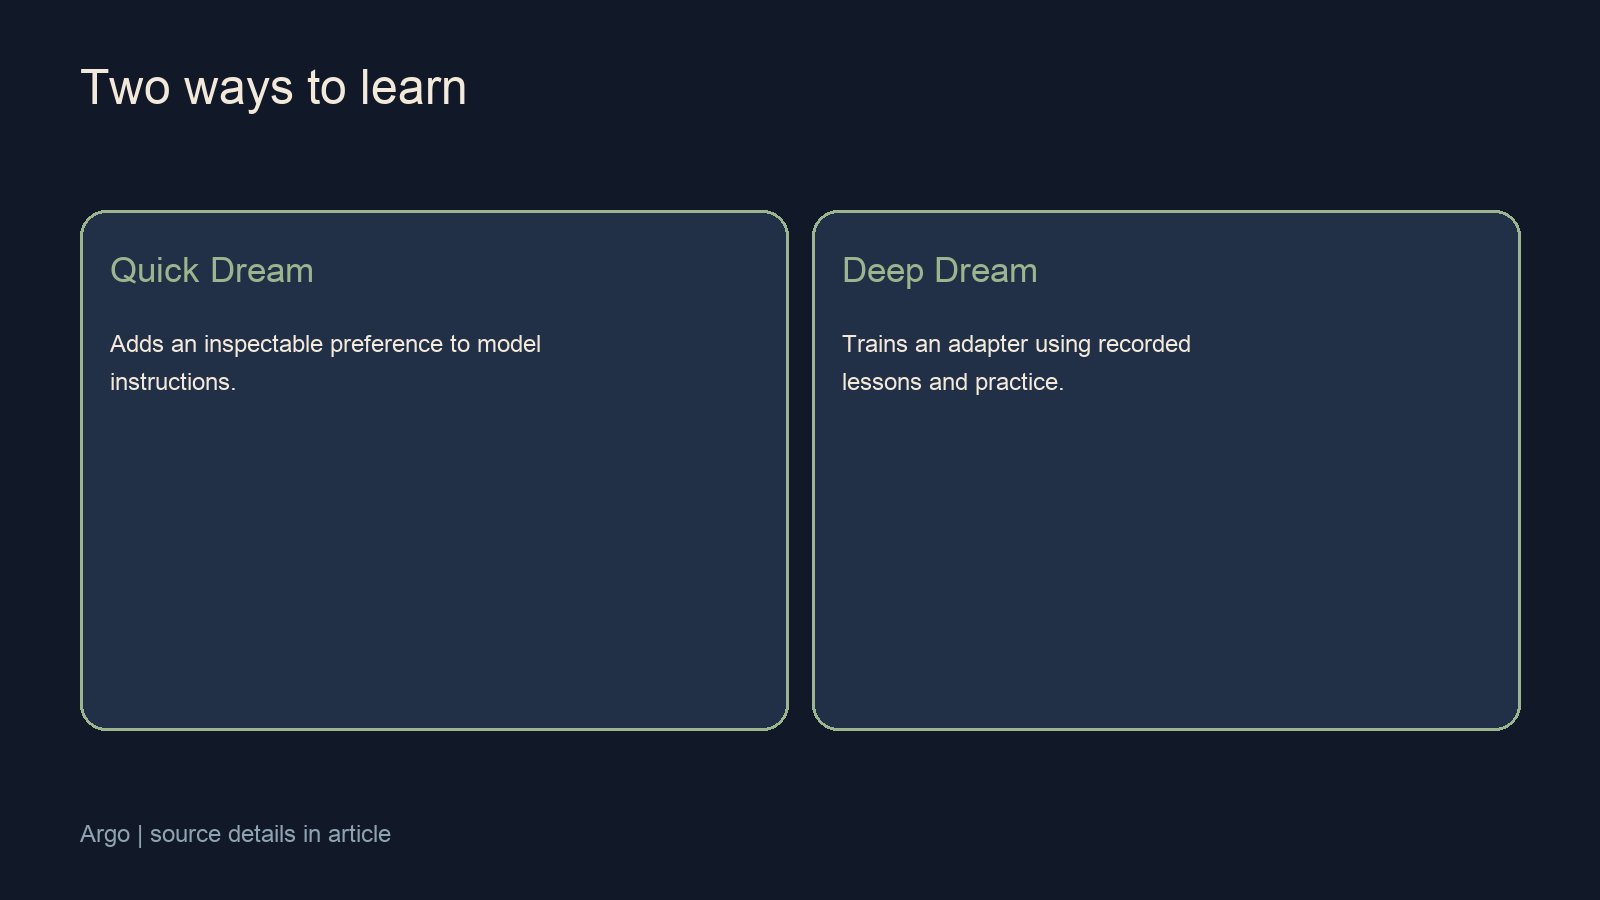 Two ways to learn
Quick Dream
Adds an inspectable preference to model
instructions.
Deep Dream
Trains an adapter using recorded
lessons and practice.
Argo | source details in article